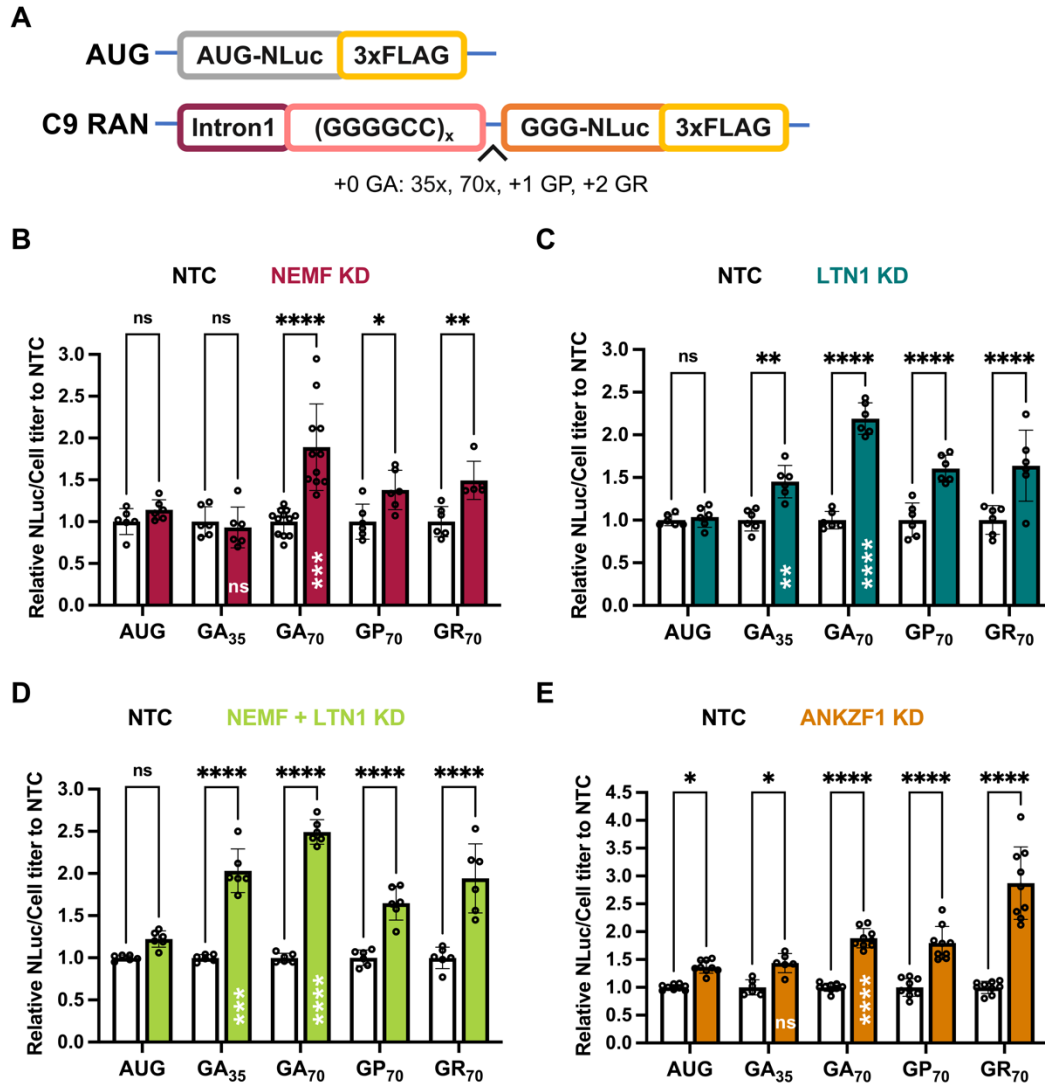 A
AUG AUG-NLuc 3xFLAG
C9 RAN Intron1 (GGGGCC)x GGG-NLuc 3xFLAG
+0 GA: 35x, 70x, +1 GP, +2 GR
B
NTC NEMF KD
ns ns **** * **
Relative NLuc/Cell titer to NTC
3.0
2.5
2.0
1.5
1.0
0.5
0.0
ns ***
AUG GA35 GA70 GP70 GR70
C
NTC LTN1 KD
ns ** **** **** ****
Relative NLuc/Cell titer to NTC
3.0
2.5
2.0
1.5
1.0
0.5
0.0
** ****
AUG GA35 GA70 GP70 GR70
D
NTC NEMF + LTN1 KD
ns **** **** **** ****
Relative NLuc/Cell titer to NTC
3.0
2.5
2.0
1.5
1.0
0.5
0.0
*** ****
AUG GA35 GA70 GP70 GR70
E
NTC ANKZF1 KD
* * **** **** ****
Relative NLuc/Cell titer to NTC
4.5
4.0
3.5
3.0
2.5
2.0
1.5
1.0
0.5
0.0
ns ****
AUG GA35 GA70 GP70 GR70